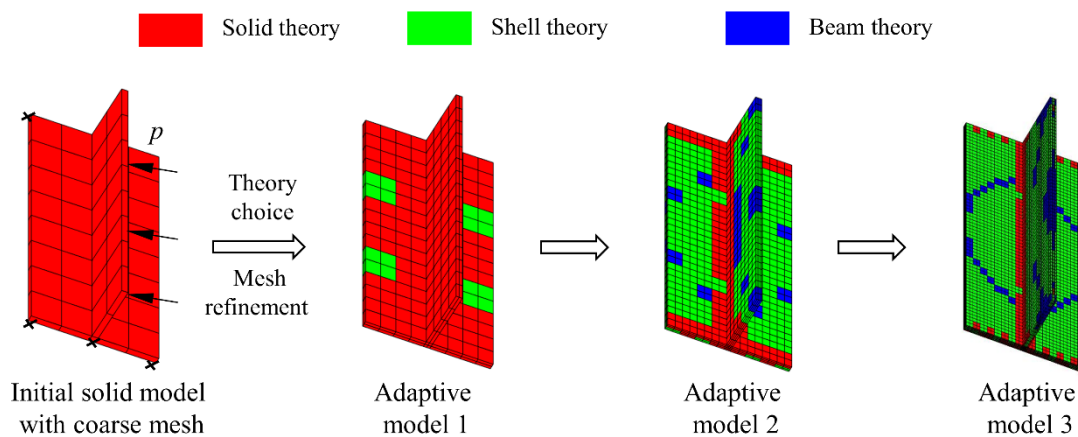 Solid theory
Shell theory
Beam theory
p
Theory
choice
Mesh
refinement
Initial solid model
with coarse mesh
Adaptive
model 1
Adaptive
model 2
Adaptive
model 3